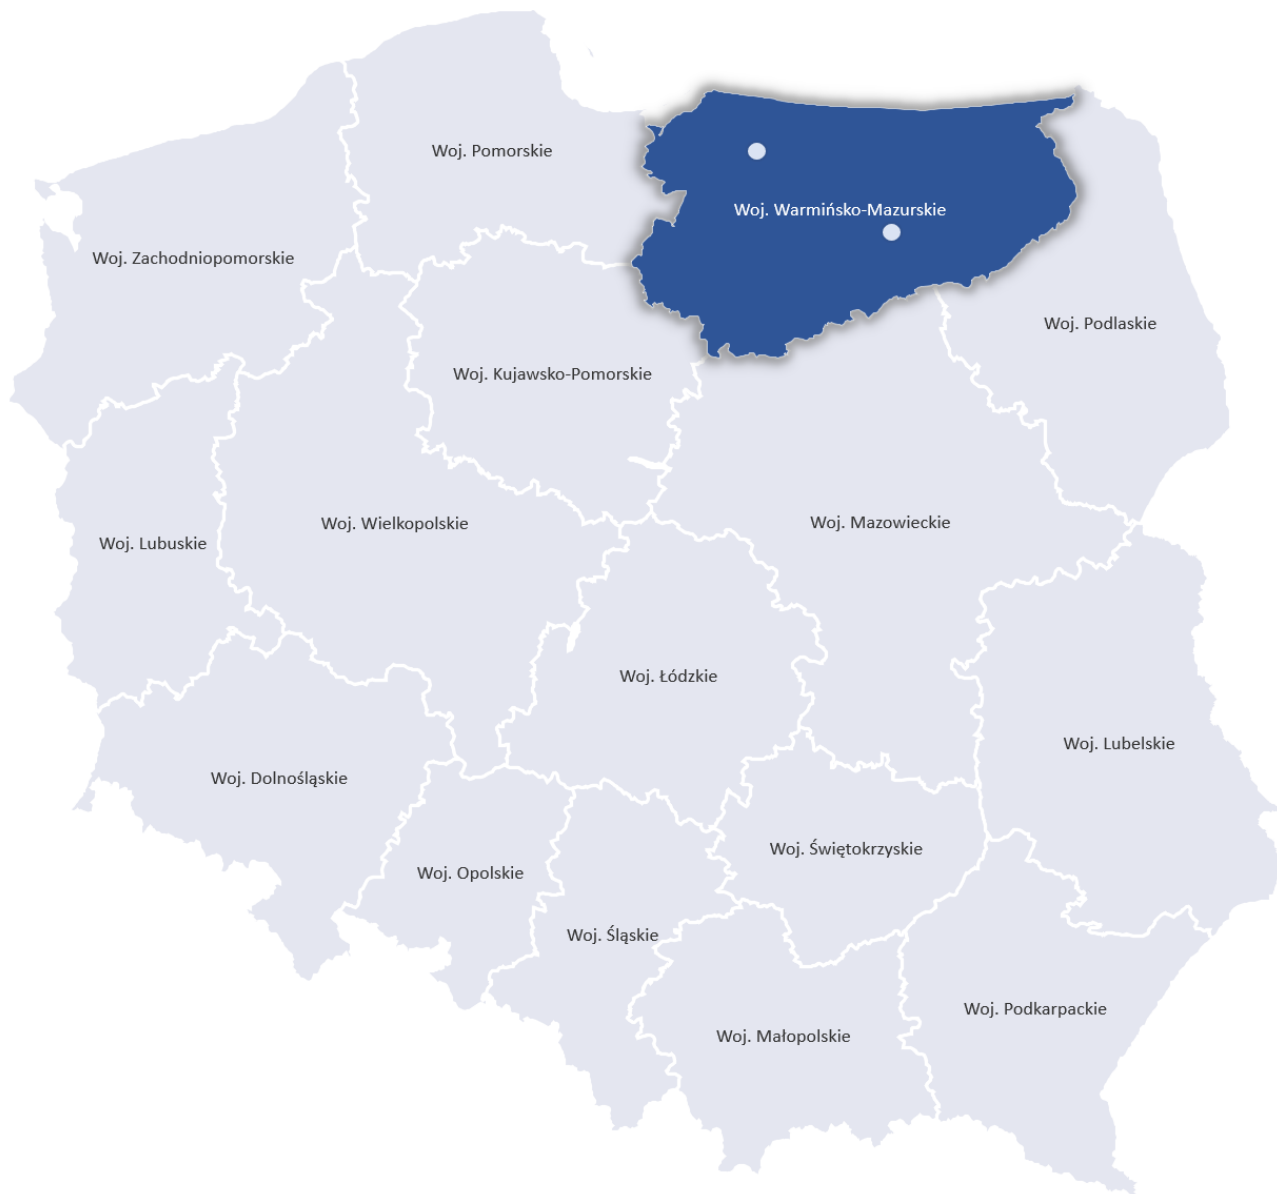 Woj. Pomorskie
Woj. Warmińsko-Mazurskie
Woj. Zachodniopomorskie
Woj. Podlaskie
Woj. Kujawsko-Pomorskie
Woj. Wielkopolskie
Woj. Mazowieckie
Woj. Lubuskie
Woj. Łódzkie
Woj. Lubelskie
Woj. Dolnośląskie
Woj. Świętokrzyskie
Woj. Opolskie
Woj. Śląskie
Woj. Podkarpackie
Woj. Małopolskie